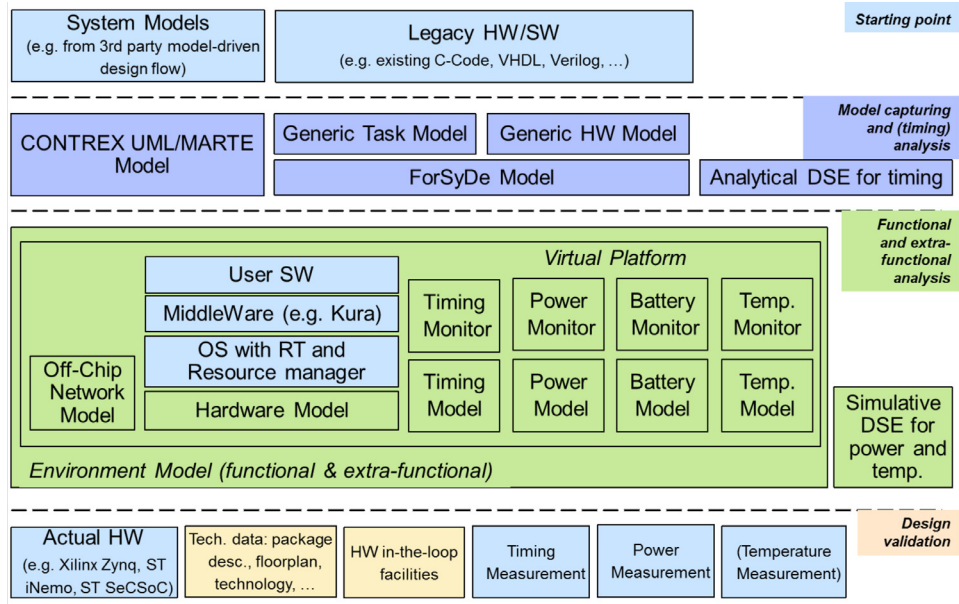 System Models
(e.g. from 3rd party model-driven
design flow)
Legacy HW/SW
(e.g. existing C-Code, VHDL, Verilog, …)
Starting point
CONTREX UML/MARTE
Model
Generic Task Model
Generic HW Model
ForSyDe Model
Model capturing
and (timing)
analysis
Analytical DSE for timing
Functional
and extra-
functional
analysis
Virtual Platform
User SW
MiddleWare (e.g. Kura)
OS with RT and
Resource manager
Hardware Model
Off-Chip
Network
Model
Timing
Monitor
Power
Monitor
Battery
Monitor
Temp.
Monitor
Timing
Model
Power
Model
Battery
Model
Temp.
Model
Environment Model (functional & extra-functional)
Simulative
DSE for
power and
temp.
Design
validation
Actual HW
(e.g. Xilinx Zynq, ST
iNemo, ST SeCSoC)
Tech. data: package
desc., floorplan,
technology, …
HW in-the-loop
facilities
Timing
Measurement
Power
Measurement
(Temperature
Measurement)